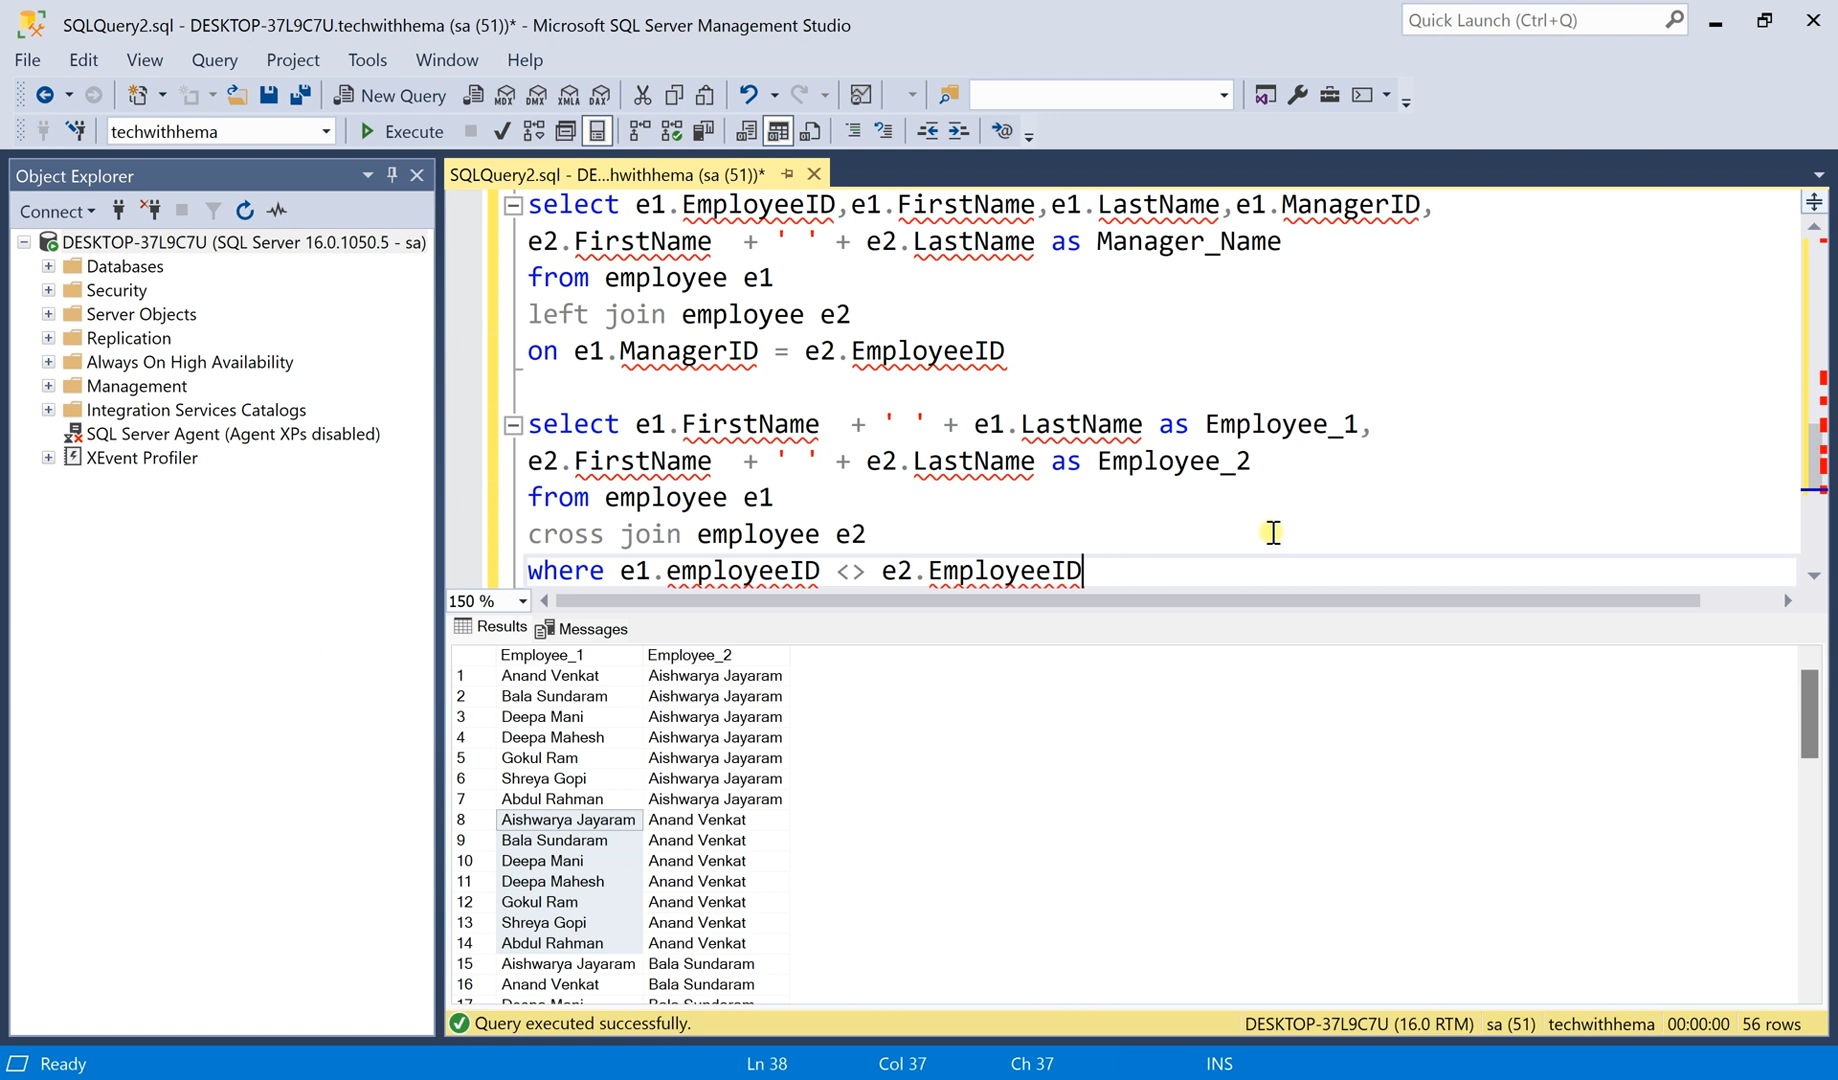 SQLQuery2.sql - DESKTOP-37L9C7U.techwithhema (sa (51))* - Microsoft SQL Server Management Studio
Quick Launch (Ctrl+Q)
File Edit View Query Project Tools Window Help
New Query
MDX DMX XMLA DAX
techwithhema
Execute
Object Explorer
Connect
DESKTOP-37L9C7U (SQL Server 16.0.1050.5 - sa)
Databases
Security
Server Objects
Replication
Always On High Availability
Management
Integration Services Catalogs
SQL Server Agent (Agent XPs disabled)
XEvent Profiler
SQLQuery2.sql - DE...hwithhema (sa (51))*
select e1.EmployeeID,e1.FirstName,e1.LastName,e1.ManagerID,
e2.FirstName + ' ' + e2.LastName as Manager_Name
from employee e1
left join employee e2
on e1.ManagerID = e2.EmployeeID
select e1.FirstName + ' ' + e1.LastName as Employee_1,
e2.FirstName + ' ' + e2.LastName as Employee_2
from employee e1
cross join employee e2
where e1.employeeID <> e2.EmployeeID
150 %
Results Messages
Employee_1 Employee_2
1 Anand Venkat Aishwarya Jayaram
2 Bala Sundaram Aishwarya Jayaram
3 Deepa Mani Aishwarya Jayaram
4 Deepa Mahesh Aishwarya Jayaram
5 Gokul Ram Aishwarya Jayaram
6 Shreya Gopi Aishwarya Jayaram
7 Abdul Rahman Aishwarya Jayaram
8 Aishwarya Jayaram Anand Venkat
9 Bala Sundaram Anand Venkat
10 Deepa Mani Anand Venkat
11 Deepa Mahesh Anand Venkat
12 Gokul Ram Anand Venkat
13 Shreya Gopi Anand Venkat
14 Abdul Rahman Anand Venkat
15 Aishwarya Jayaram Bala Sundaram
16 Anand Venkat Bala Sundaram
17 Deepa Mani Bala Sundaram
Query executed successfully.
DESKTOP-37L9C7U (16.0 RTM) sa (51) techwithhema 00:00:00 56 rows
Ready Ln 38 Col 37 Ch 37 INS